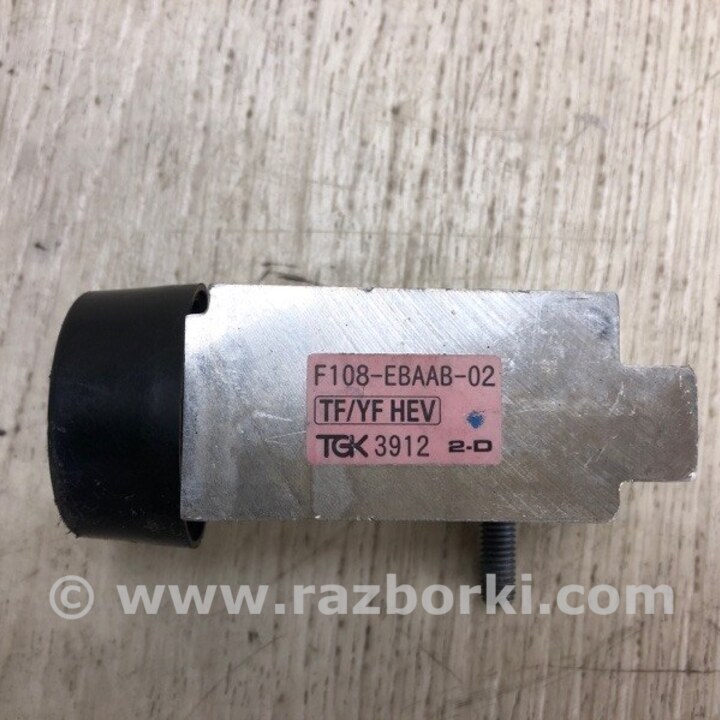 F108-EBAAB-02
TF/YF HEV
TGK 3912 2-D
© www.razborki.com